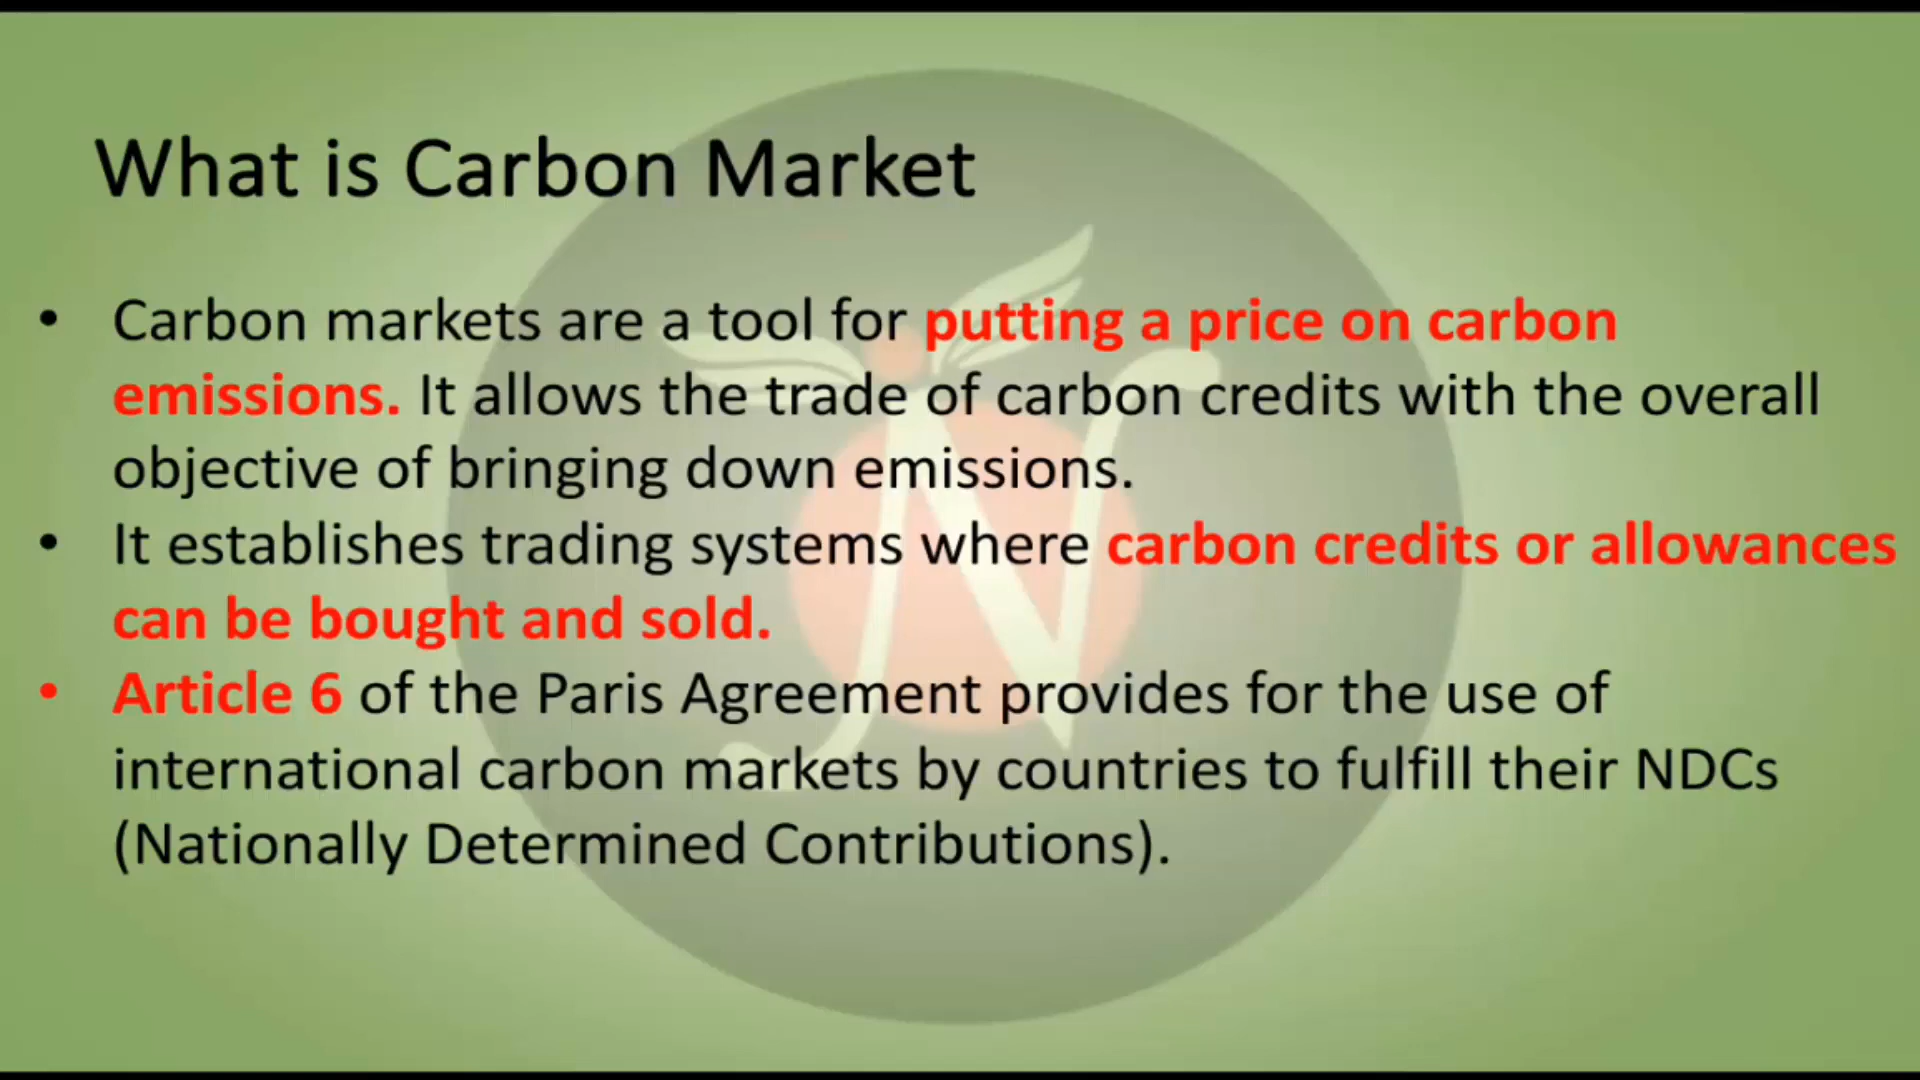 What is Carbon Market
• Carbon markets are a tool for putting a price on carbon
emissions. It allows the trade of carbon credits with the overall
objective of bringing down emissions.
• It establishes trading systems where carbon credits or allowances
can be bought and sold.
• Article 6 of the Paris Agreement provides for the use of
international carbon markets by countries to fulfill their NDCs
(Nationally Determined Contributions).
N